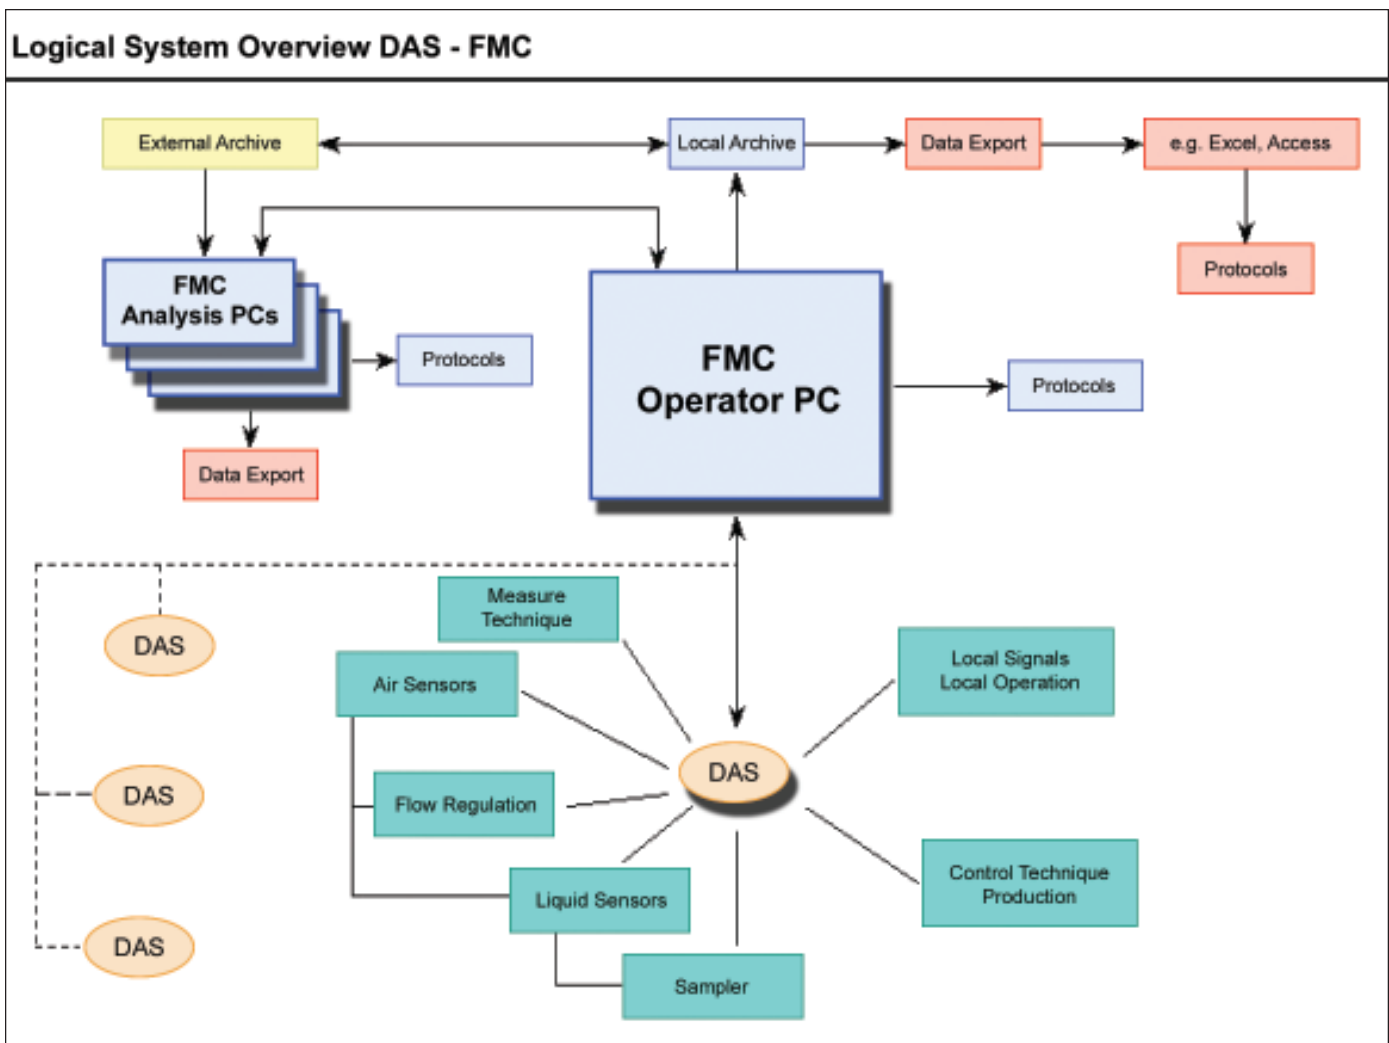 Logical System Overview DAS - FMC
External Archive
Local Archive
Data Export
e.g. Excel, Access
Protocols
FMC
Analysis PCs
Protocols
Data Export
FMC
Operator PC
Protocols
Measure
Technique
Air Sensors
Local Signals
Local Operation
DAS
DAS
DAS
Flow Regulation
Liquid Sensors
Control Technique
Production
DAS
Sampler